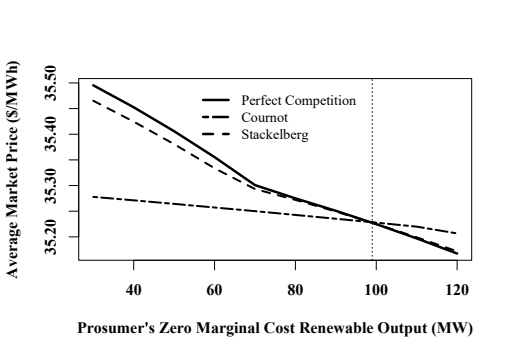 Average Market Price ($/MWh)
35.50
35.40
35.30
35.20
Perfect Competition
Cournot
Stackelberg
40 60 80 100 120
Prosumer's Zero Marginal Cost Renewable Output (MW)